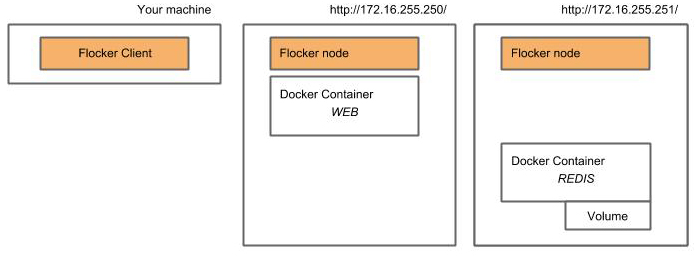 Your machine
Flocker Client
http://172.16.255.250/
Flocker node
Docker Container
WEB
http://172.16.255.251/
Flocker node
Docker Container
REDIS
Volume